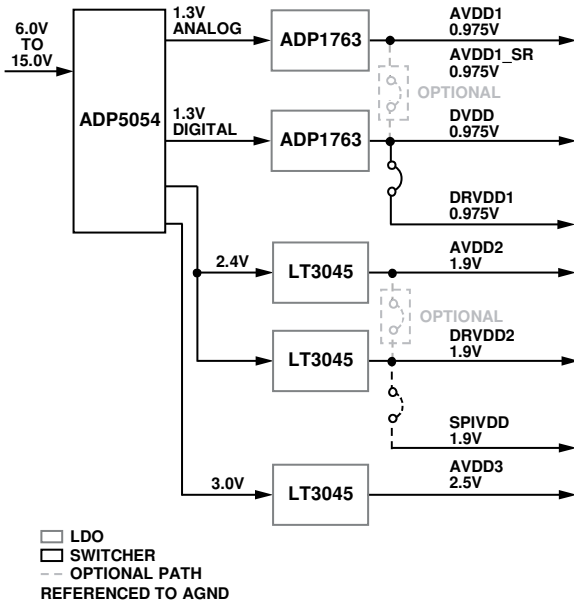 6.0V
TO
15.0V
ADP5054
1.3V
ANALOG
ADP1763
AVDD1
0.975V
AVDD1_SR
0.975V
OPTIONAL
1.3V
DIGITAL
ADP1763
DVDD
0.975V
DRVDD1
0.975V
2.4V
LT3045
AVDD2
1.9V
OPTIONAL
LT3045
DRVDD2
1.9V
SPIVDD
1.9V
3.0V
LT3045
AVDD3
2.5V
LDO
SWITCHER
OPTIONAL PATH
REFERENCED TO AGND